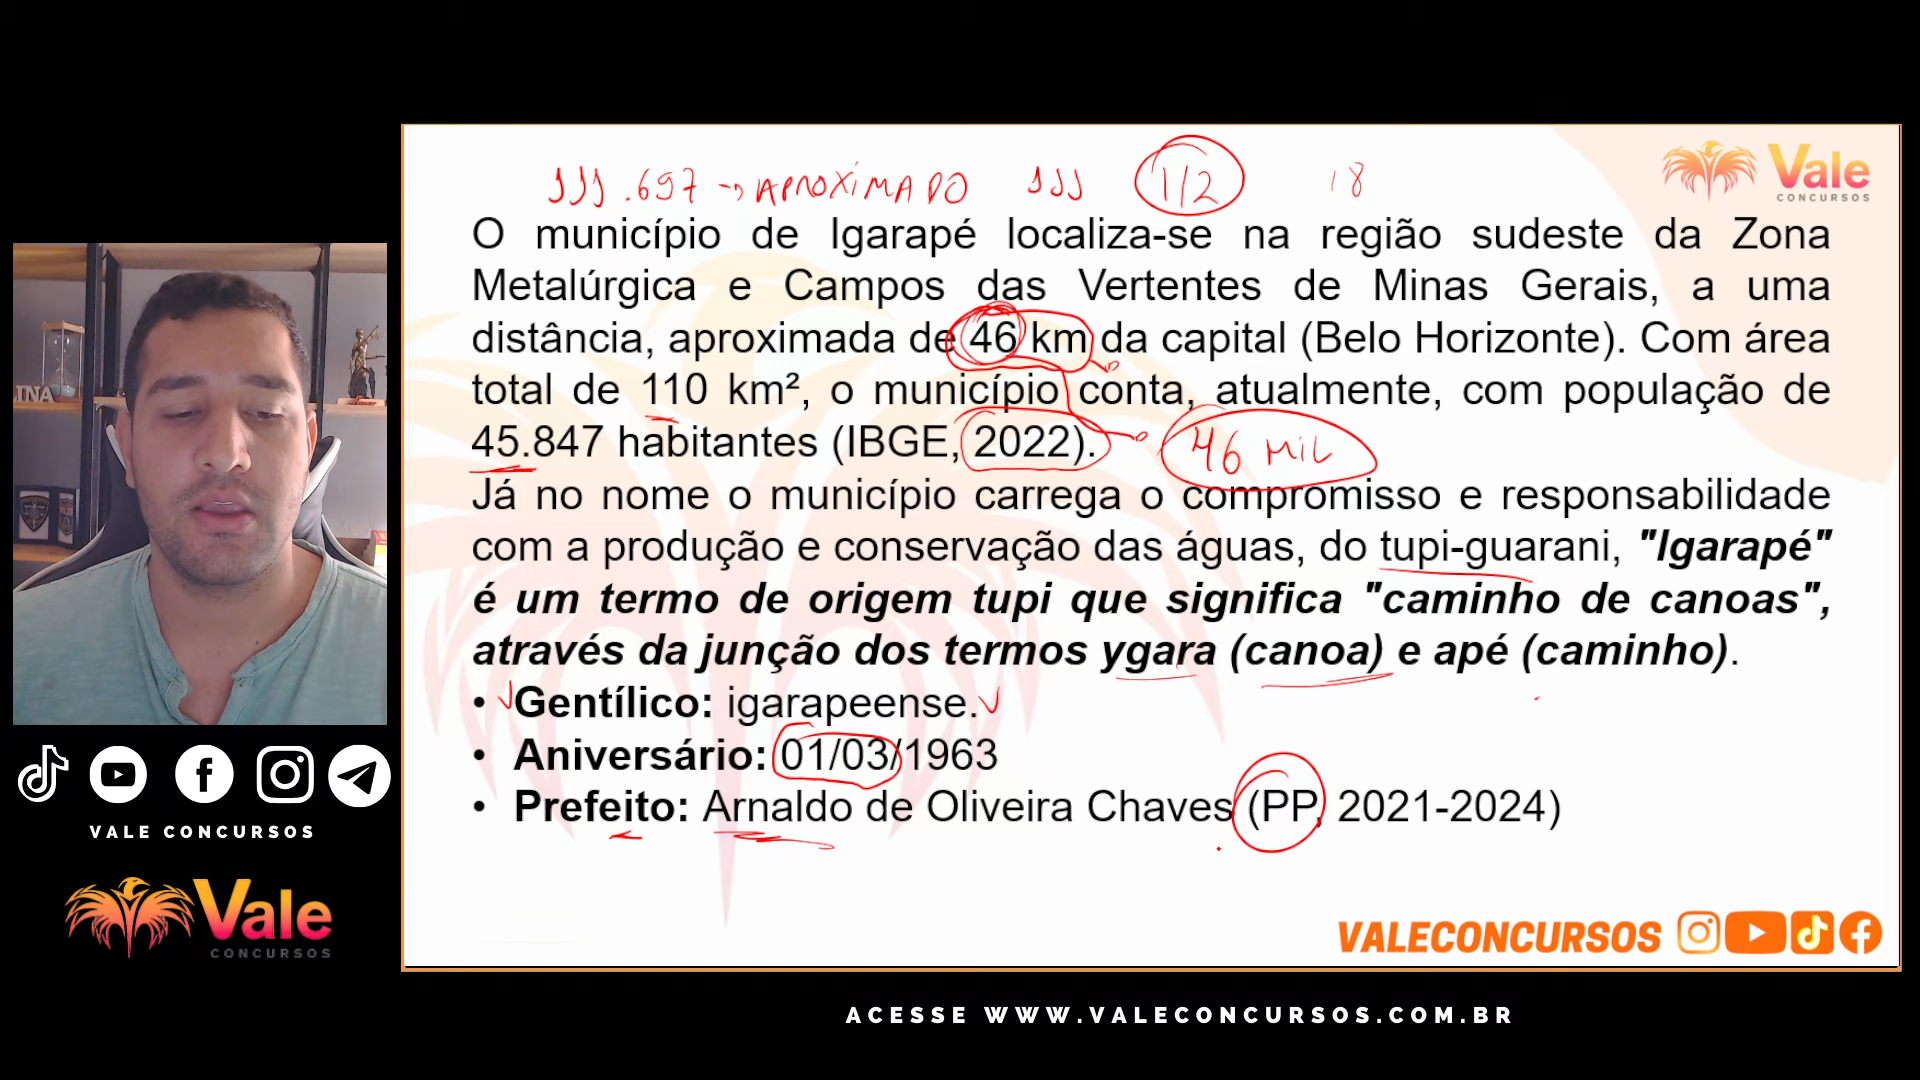 JJJ.697 → APROXIMADO JJJ 1/2 18
Vale
CONCURSOS
O município de Igarapé localiza-se na região sudeste da Zona
Metalúrgica e Campos das Vertentes de Minas Gerais, a uma
distância, aproximada de 46 km da capital (Belo Horizonte). Com área
total de 110 km², o município conta, atualmente, com população de
45.847 habitantes (IBGE, 2022). 46 MIL
Já no nome o município carrega o compromisso e responsabilidade
com a produção e conservação das águas, do tupi-guarani, "Igarapé"
é um termo de origem tupi que significa "caminho de canoas",
através da junção dos termos ygara (canoa) e apé (caminho).
• Gentílico: igarapeense.
• Aniversário: 01/03/1963
• Prefeito: Arnaldo de Oliveira Chaves (PP, 2021-2024)
VALECONCURSOS
LINA
VALE CONCURSOS
Vale
CONCURSOS
ACESSE WWW.VALECONCURSOS.COM.BR